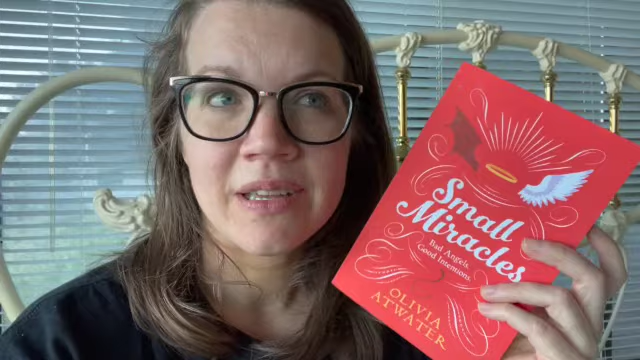 Small
Miracles
Bad Angels,
Good Intentions.
OLIVIA
ATWATER